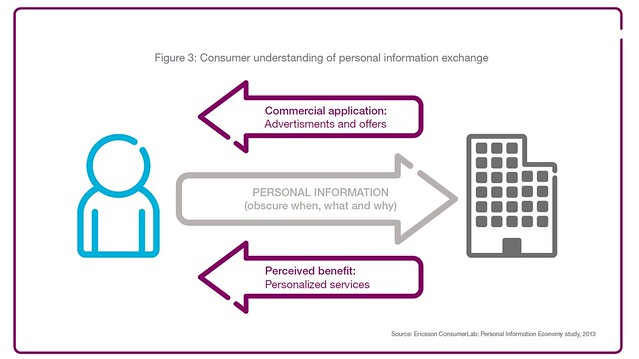 Figure 3: Consumer understanding of personal information exchange
Commercial application:
Advertisments and offers
PERSONAL INFORMATION
(obscure when, what and why)
Perceived benefit:
Personalized services
Source: Ericsson ConsumerLab: Personal Information Economy study, 2013